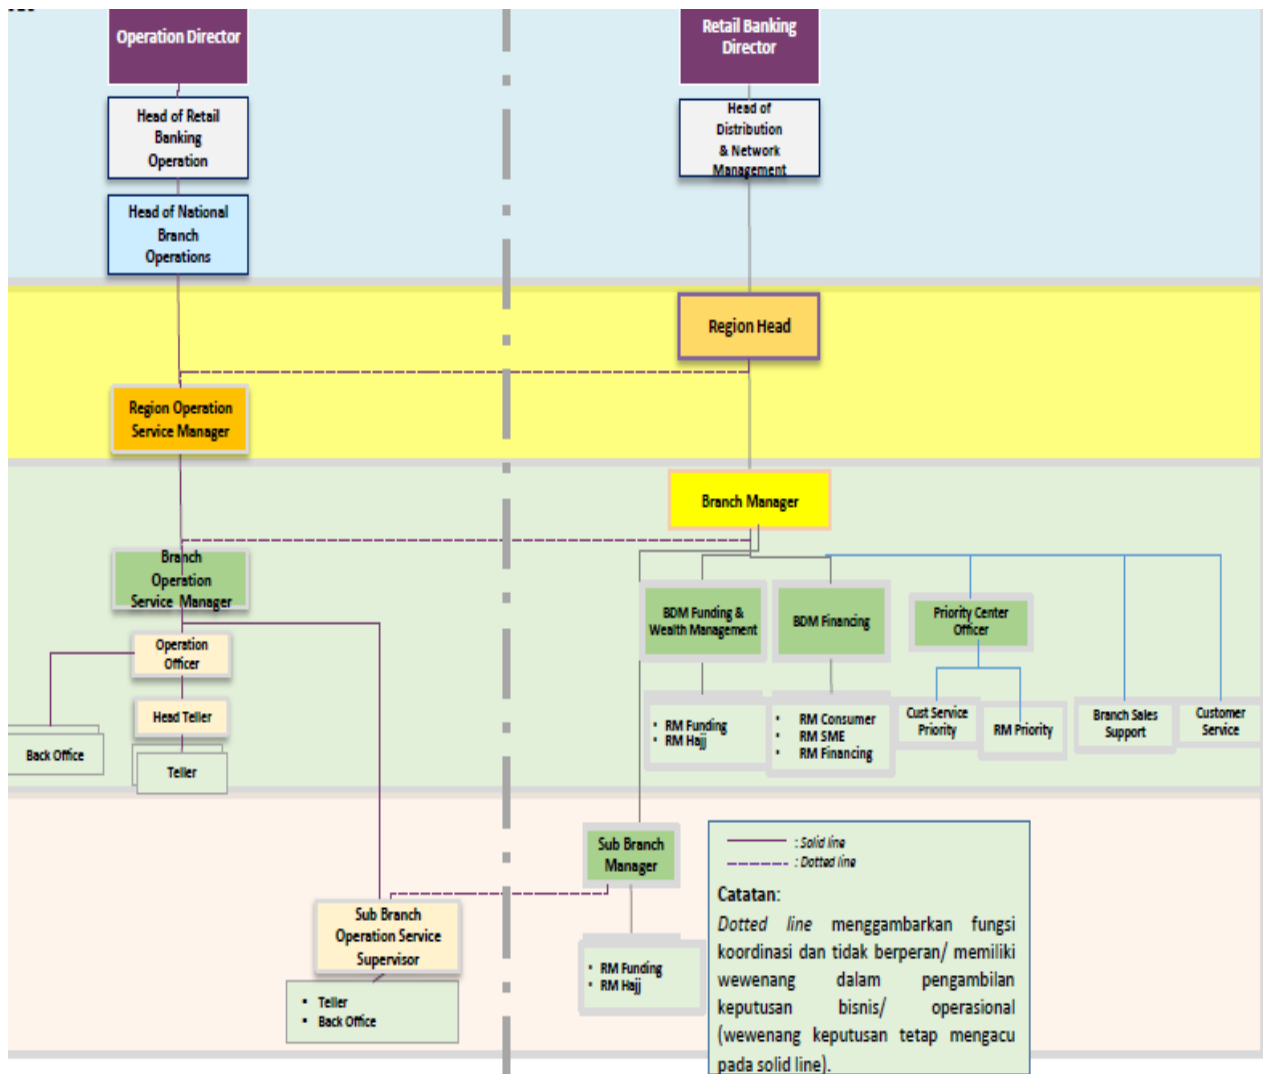 Operation Director
Retail Banking
Director
Head of Retail
Banking
Operation
Head of
Distribution
& Network
Management
Head of National
Branch
Operations
Region Head
Region Operation
Service Manager
Branch Manager
Branch
Operation
Service Manager
BDM Funding &
Wealth Management
BDM Financing
Priority Center
Officer
Operation
Officer
Head Teller
Back Office
Teller
▪ RM Funding
▪ RM Hajj
• RM Consumer
• RM SME
• RM Financing
Cust Service
Priority
RM Priority
Branch Sales
Support
Customer
Service
Sub Branch
Manager
Sub Branch
Operation Service
Supervisor
▪ Teller
▪ Back Office
▪ RM Funding
▪ RM Hajj
: Solid line
: Dotted line
Catatan:
Dotted line menggambarkan fungsi
koordinasi dan tidak berperan/ memiliki
wewenang dalam pengambilan
keputusan bisnis/ operasional
(wewenang keputusan tetap mengacu
pada solid line).